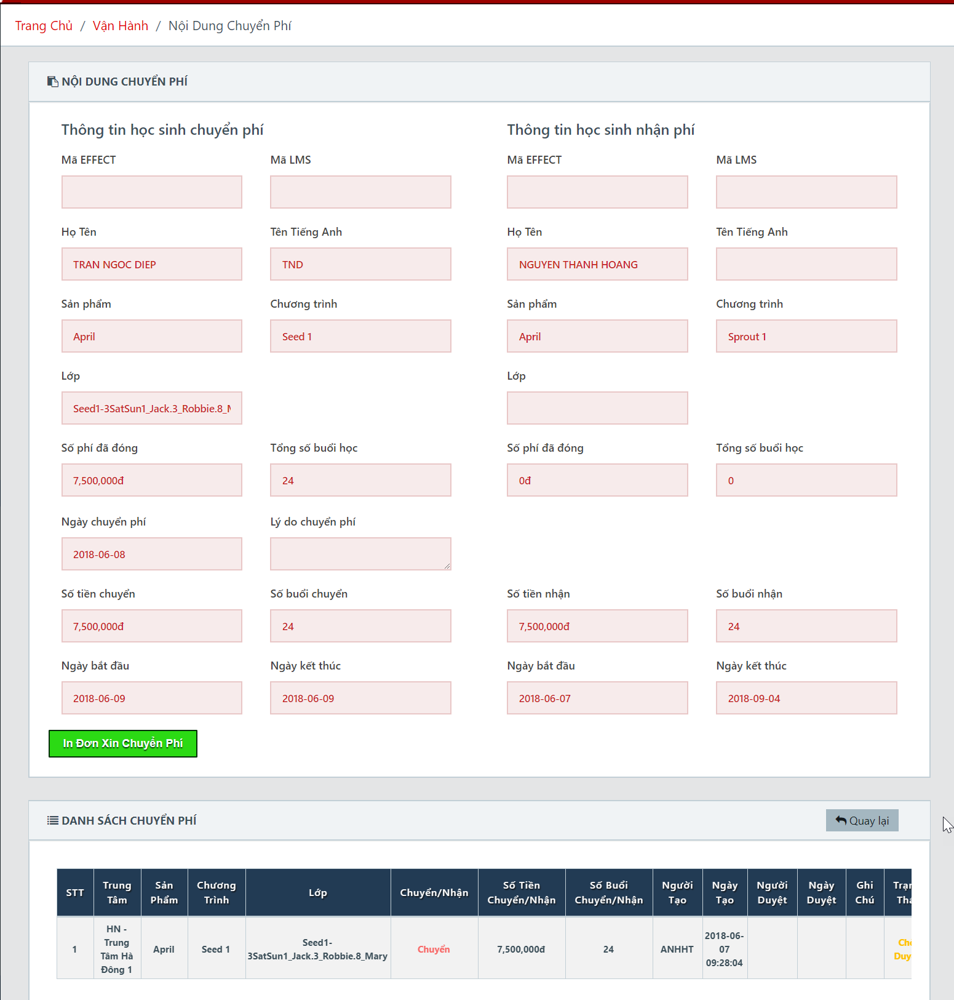 Trang Chủ / Vận Hành / Nội Dung Chuyển Phí
NỘI DUNG CHUYỂN PHÍ
Thông tin học sinh chuyển phí
Thông tin học sinh nhận phí
Mã EFFECT Mã LMS Mã EFFECT Mã LMS
Họ Tên Tên Tiếng Anh Họ Tên Tên Tiếng Anh
TRAN NGOC DIEP TND NGUYEN THANH HOANG
Sản phẩm Chương trình Sản phẩm Chương trình
April Seed 1 April Sprout 1
Lớp Lớp
Seed1-3SatSun1_Jack.3_Robbie.8_M
Số phí đã đóng Tổng số buổi học Số phí đã đóng Tổng số buổi học
7,500,000đ 24 0đ 0
Ngày chuyển phí Lý do chuyển phí
2018-06-08
Số tiền chuyển Số buổi chuyển Số tiền nhận Số buổi nhận
7,500,000đ 24 7,500,000đ 24
Ngày bắt đầu Ngày kết thúc Ngày bắt đầu Ngày kết thúc
2018-06-09 2018-06-09 2018-06-07 2018-09-04
In Đơn Xin Chuyển Phí
DANH SÁCH CHUYỂN PHÍ
Quay lại
STT
Trung
Tâm
Sản
Phẩm
Chương
Trình
Lớp
Chuyển/Nhận
Số Tiền
Chuyển/Nhận
Số Buổi
Chuyển/Nhận
Người
Tạo
Ngày
Tạo
Người
Duyệt
Ngày
Duyệt
Ghi
Chú
1
HN -
Trung
Tâm Hà
Đông 1
April
Seed 1
Seed1-
3SatSun1_Jack.3_Robbie.8_Mary
Chuyển
7,500,000đ
24
ANHHT
2018-06-
07
09:28:04